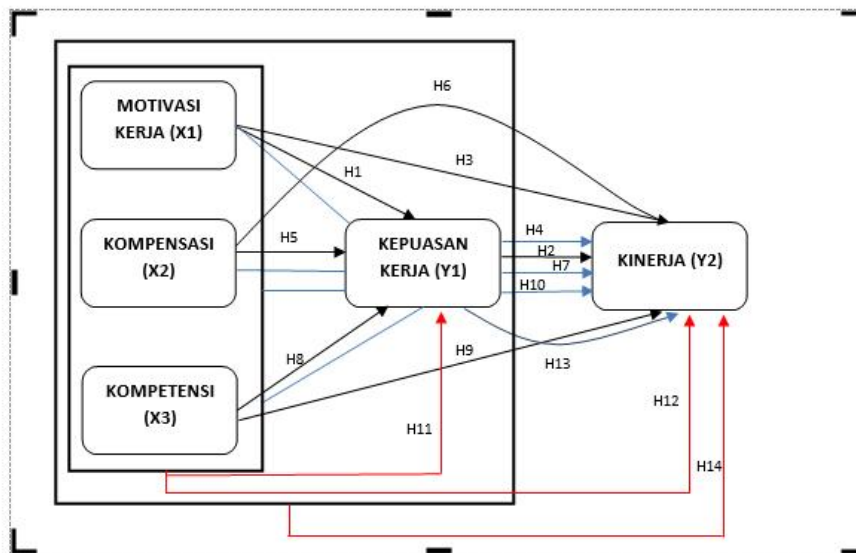 MOTIVASI
KERJA (X1)
H6
H3
H1
KOMPENSASI
(X2)
H5
KEPUASAN
KERJA (Y1)
H4
H2
H7
H10
KINERJA (Y2)
KOMPETENSI
(X3)
H8
H9
H13
H11
H12
H14